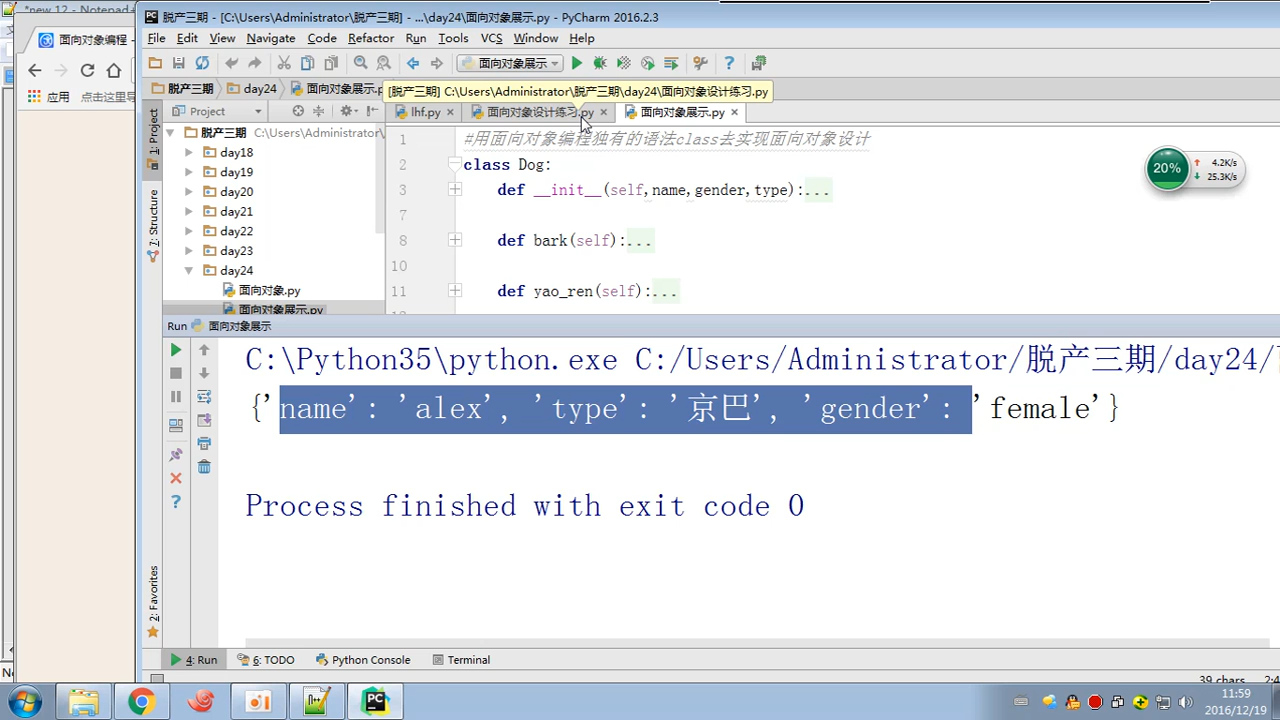 *new 12 - Notepad+
脱产三期 - [C:\Users\Administrator\脱产三期] - ...\day24\面向对象展示.py - PyCharm 2016.2.3
面向对象编程
File Edit View Navigate Code Refactor Run Tools VCS Window Help
面向对象展示
应用 点击这里导
脱产三期 day24 面向对象展示.p
[脱产三期] C:\Users\Administrator\脱产三期\day24\面向对象设计练习.py
Project
lhf.py 面向对象设计练习.py 面向对象展示.py
脱产三期 C:\Users\Administrator\
day18
day19
day20
day21
day22
day23
day24
面向对象.py
面向对象展示.py
1: Project
7: Structure
2: Favorites
1 #用面向对象编程独有的语法class去实现面向对象设计
2 class Dog:
3 def __init__(self,name,gender,type):...
7
8 def bark(self):...
10
11 def yao_ren(self):...
20%
4.2K/s
25.3K/s
Run 面向对象展示
C:\Python35\python.exe C:/Users/Administrator/脱产三期/day24/
{'name': 'alex', 'type': '京巴', 'gender': 'female'}
Process finished with exit code 0
4: Run 6: TODO Python Console Terminal
39 chars 2:4
11:59
2016/12/19